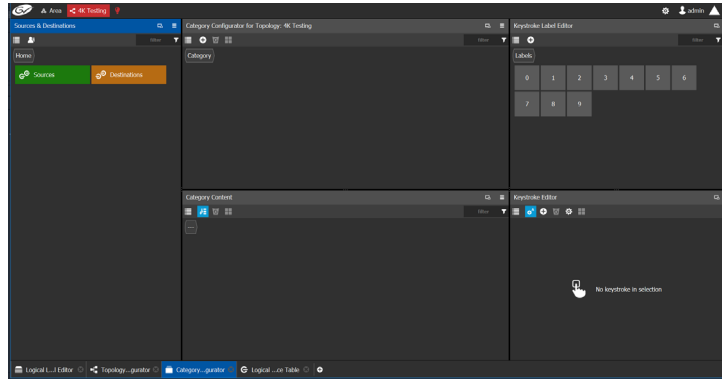 GV Area 4K Testing admin
Sources & Destinations
filter
Home
Sources
Destinations
Category Configurator for Topology: 4K Testing
filter
Category
Keystroke Label Editor
filter
Labels
0 1 2 3 4 5 6
7 8 9
Category Content
filter
...
Keystroke Editor
No keystroke in selection
Logical L...l Editor Topology...gurator Category...gurator Logical ...ce Table